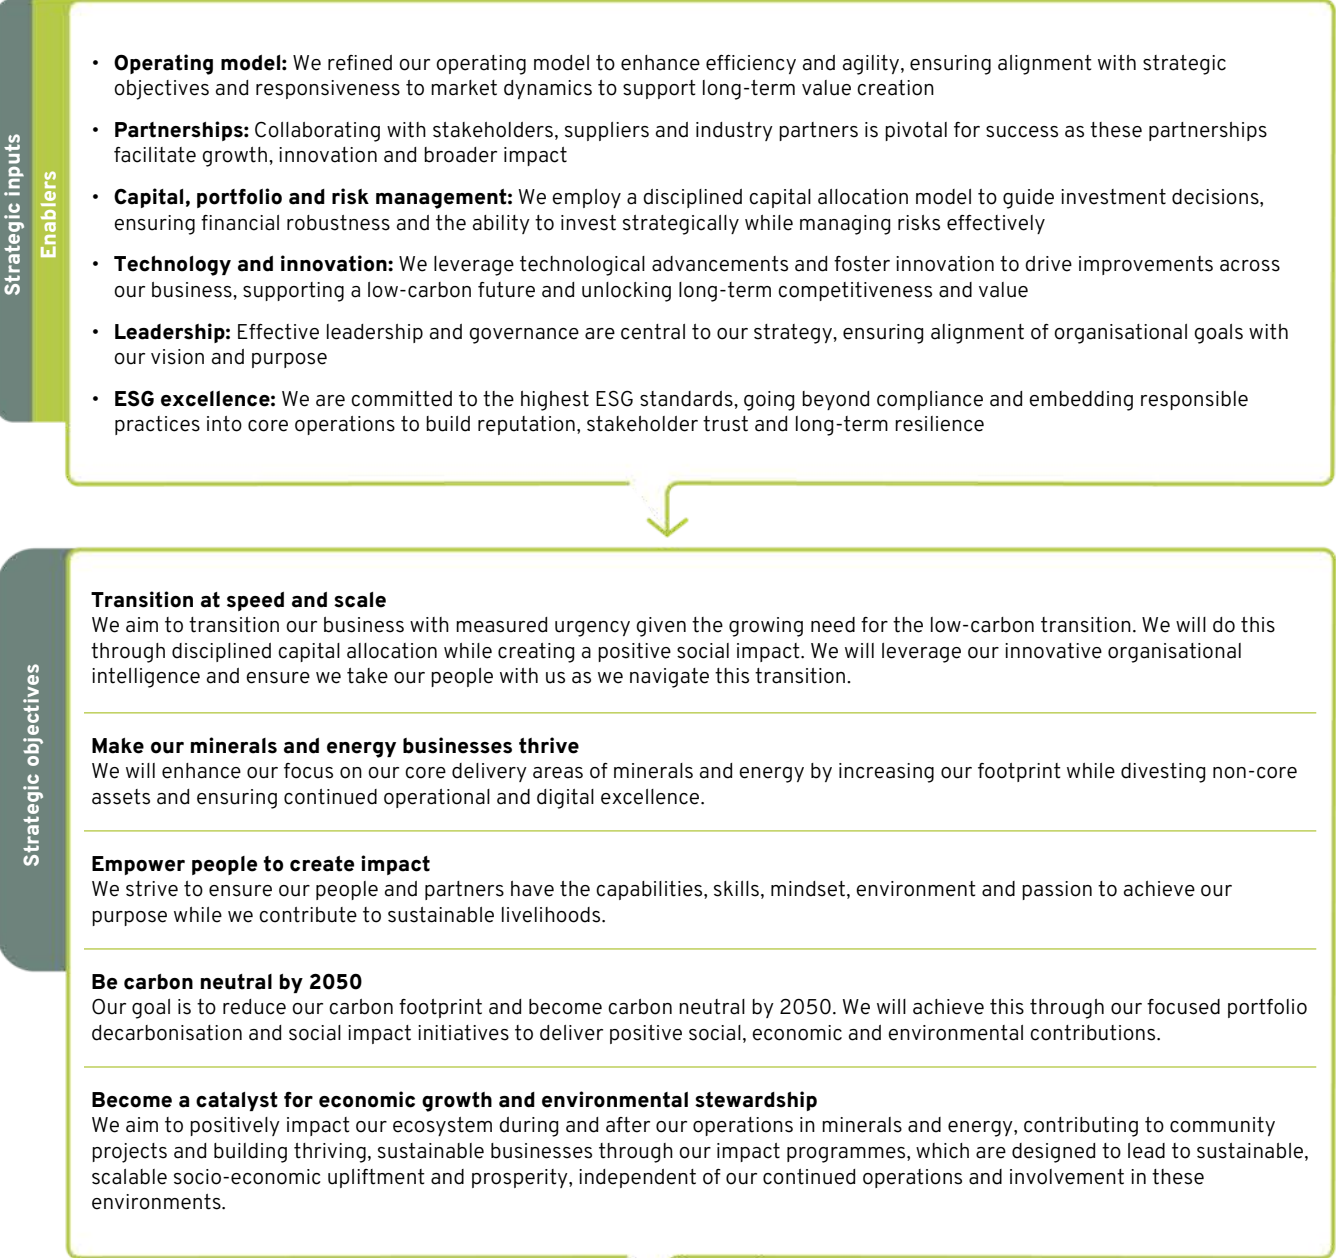 Strategic inputs
Enablers
• Operating model: We refined our operating model to enhance efficiency and agility, ensuring alignment with strategic
objectives and responsiveness to market dynamics to support long-term value creation
• Partnerships: Collaborating with stakeholders, suppliers and industry partners is pivotal for success as these partnerships
facilitate growth, innovation and broader impact
• Capital, portfolio and risk management: We employ a disciplined capital allocation model to guide investment decisions,
ensuring financial robustness and the ability to invest strategically while managing risks effectively
• Technology and innovation: We leverage technological advancements and foster innovation to drive improvements across
our business, supporting a low-carbon future and unlocking long-term competitiveness and value
• Leadership: Effective leadership and governance are central to our strategy, ensuring alignment of organisational goals with
our vision and purpose
• ESG excellence: We are committed to the highest ESG standards, going beyond compliance and embedding responsible
practices into core operations to build reputation, stakeholder trust and long-term resilience
Strategic objectives
Transition at speed and scale
We aim to transition our business with measured urgency given the growing need for the low-carbon transition. We will do this
through disciplined capital allocation while creating a positive social impact. We will leverage our innovative organisational
intelligence and ensure we take our people with us as we navigate this transition.
Make our minerals and energy businesses thrive
We will enhance our focus on our core delivery areas of minerals and energy by increasing our footprint while divesting non-core
assets and ensuring continued operational and digital excellence.
Empower people to create impact
We strive to ensure our people and partners have the capabilities, skills, mindset, environment and passion to achieve our
purpose while we contribute to sustainable livelihoods.
Be carbon neutral by 2050
Our goal is to reduce our carbon footprint and become carbon neutral by 2050. We will achieve this through our focused portfolio
decarbonisation and social impact initiatives to deliver positive social, economic and environmental contributions.
Become a catalyst for economic growth and environmental stewardship
We aim to positively impact our ecosystem during and after our operations in minerals and energy, contributing to community
projects and building thriving, sustainable businesses through our impact programmes, which are designed to lead to sustainable,
scalable socio-economic upliftment and prosperity, independent of our continued operations and involvement in these
environments.